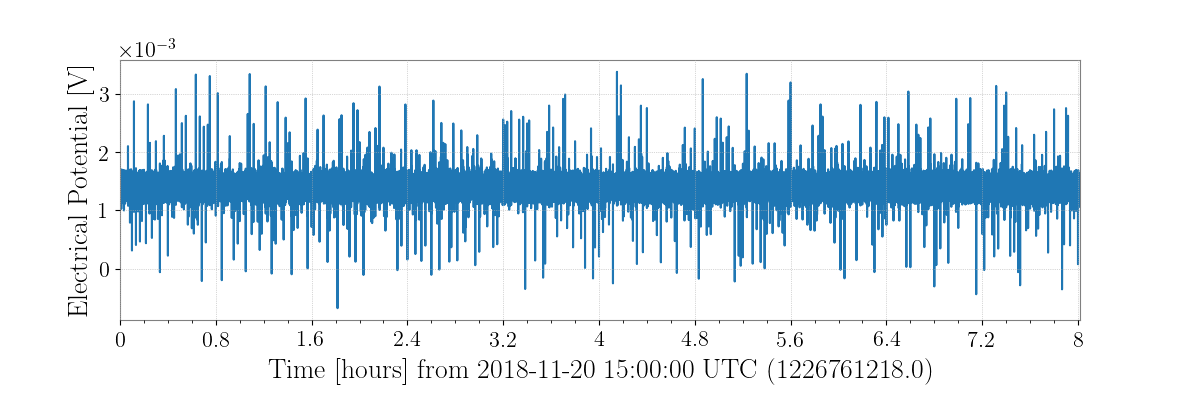 ×10⁻³
Electrical Potential [V]
3
2
1
0
0 0.8 1.6 2.4 3.2 4 4.8 5.6 6.4 7.2 8
Time [hours] from 2018-11-20 15:00:00 UTC (1226761218.0)